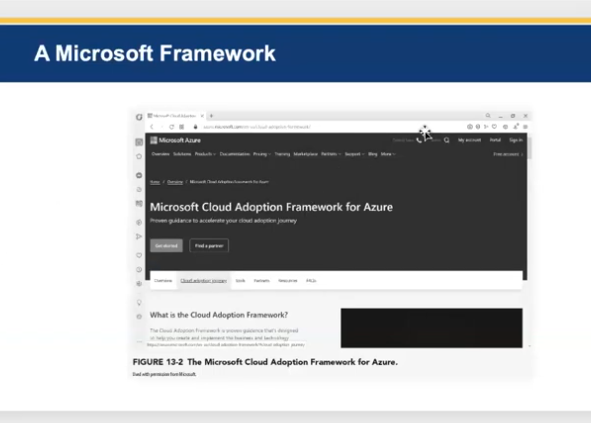 A Microsoft Framework
Microsoft Azure
My account Portal Sign in
Overview Solutions Products Documentation Pricing Training Marketplace Partners Support Blog More
Free account
Home / Overview / Microsoft Cloud Adoption Framework for Azure
Microsoft Cloud Adoption Framework for Azure
Proven guidance to accelerate your cloud adoption journey
Get started Find a partner
Overview Cloud adoption journey Tools Partners Resources FAQs
What is the Cloud Adoption Framework?
The Cloud Adoption Framework is proven guidance that's designed
to help you create and implement the business and technology
FIGURE 13-2 The Microsoft Cloud Adoption Framework for Azure.
Used with permission from Microsoft.